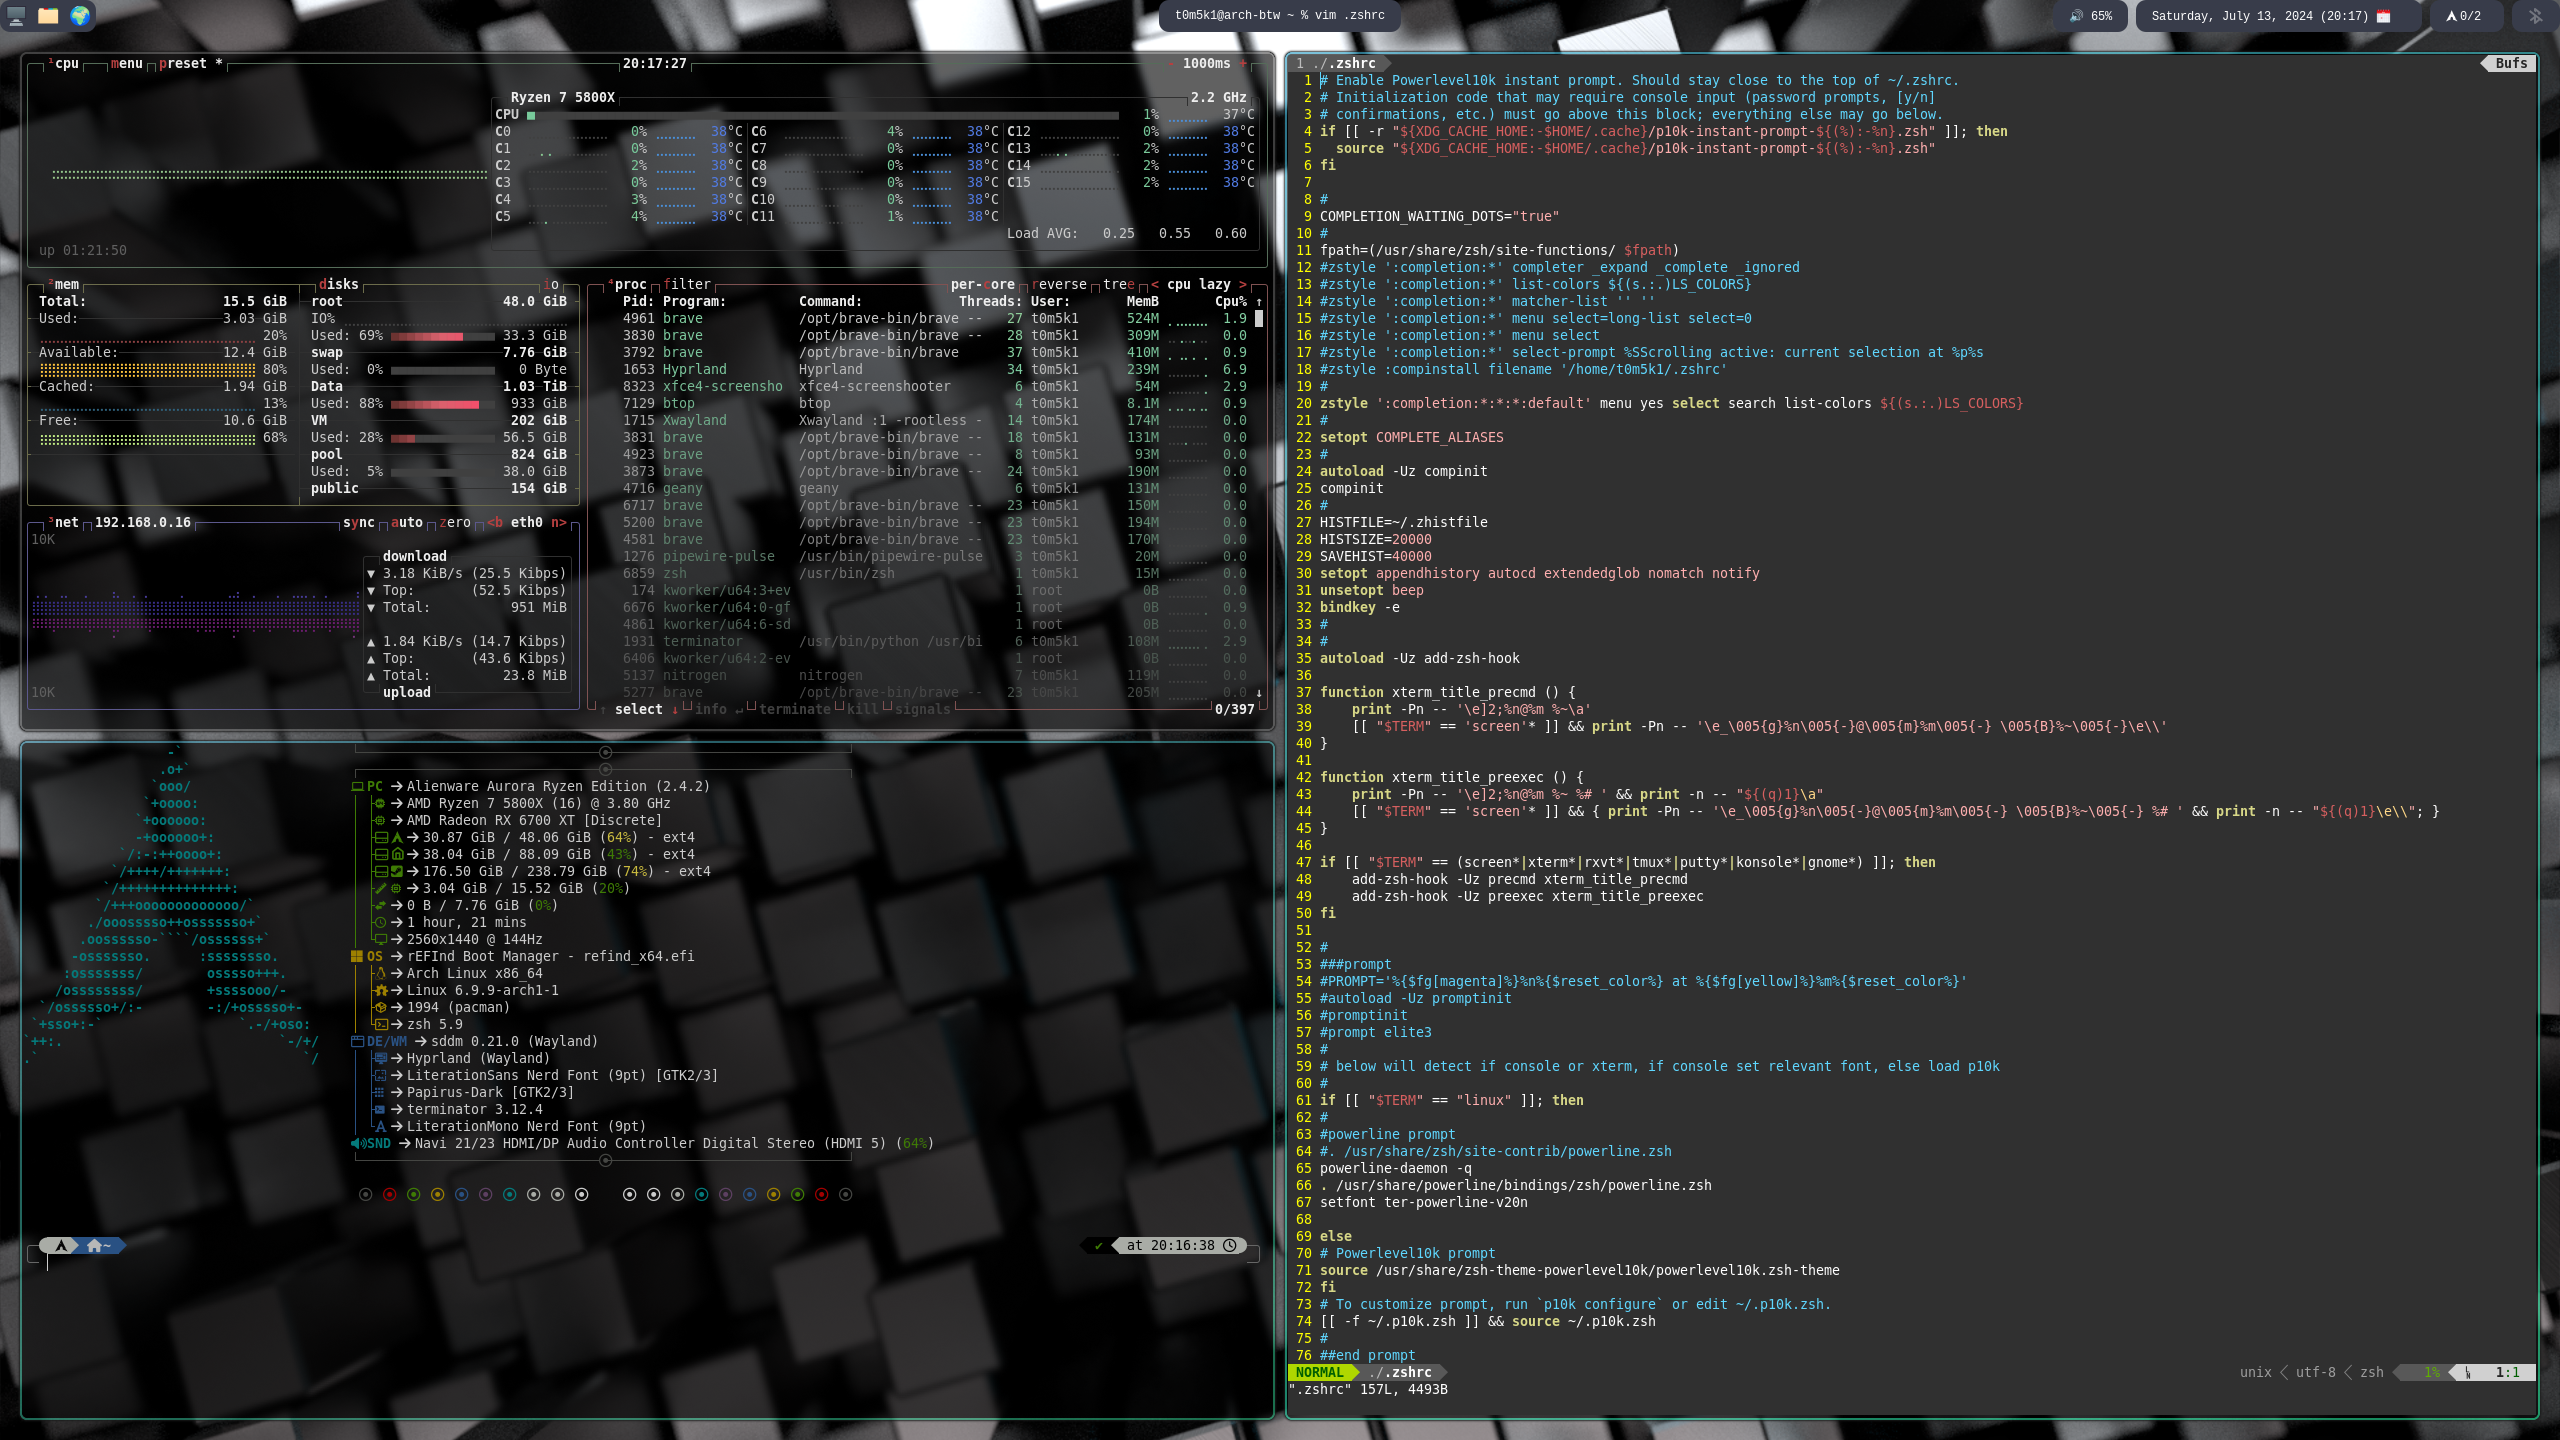 t0m5k1@arch-btw ~ % vim .zshrc
65%
Saturday, July 13, 2024 (20:17)
0/2
¹cpu menu preset * 20:17:27 - 1000ms +
Ryzen 7 5800X 2.2 GHz
CPU 1% 37°C
C0 0% 38°C C6 4% 38°C C12 0% 38°C
C1 0% 38°C C7 0% 38°C C13 2% 38°C
C2 2% 38°C C8 0% 38°C C14 2% 38°C
C3 0% 38°C C9 0% 38°C C15 2% 38°C
C4 3% 38°C C10 0% 38°C
C5 4% 38°C C11 1% 38°C
Load AVG: 0.25 0.55 0.60
up 01:21:50
²mem disks io
Total: 15.5 GiB root 48.0 GiB
Used: 3.03 GiB IO%
20% Used: 69% 33.3 GiB
Available: 12.4 GiB swap 7.76 GiB
80% Used: 0% 0 Byte
Cached: 1.94 GiB Data 1.03 TiB
13% Used: 88% 933 GiB
Free: 10.6 GiB VM 202 GiB
68% Used: 28% 56.5 GiB
pool 824 GiB
Used: 5% 38.0 GiB
public 154 GiB
³net 192.168.0.16 sync auto zero <b eth0 n>
10K
download
▼ 3.18 KiB/s (25.5 Kibps)
▼ Top: (52.5 Kibps)
▼ Total: 951 MiB
▲ 1.84 KiB/s (14.7 Kibps)
▲ Top: (43.6 Kibps)
▲ Total: 23.8 MiB
10K upload
⁴proc filter per-core reverse tree < cpu lazy >
Pid: Program: Command: Threads: User: MemB Cpu% ↑
4961 brave /opt/brave-bin/brave -- 27 t0m5k1 524M 1.9
3830 brave /opt/brave-bin/brave -- 28 t0m5k1 309M 0.0
3792 brave /opt/brave-bin/brave 37 t0m5k1 410M 0.9
1653 Hyprland Hyprland 34 t0m5k1 239M 6.9
8323 xfce4-screensho xfce4-screenshooter 6 t0m5k1 54M 2.9
7129 btop btop 4 t0m5k1 8.1M 0.9
1715 Xwayland Xwayland :1 -rootless - 14 t0m5k1 174M 0.0
3831 brave /opt/brave-bin/brave -- 18 t0m5k1 131M 0.0
4923 brave /opt/brave-bin/brave -- 8 t0m5k1 93M 0.0
3873 brave /opt/brave-bin/brave -- 24 t0m5k1 190M 0.0
4716 geany geany 6 t0m5k1 131M 0.0
6717 brave /opt/brave-bin/brave -- 23 t0m5k1 150M 0.0
5200 brave /opt/brave-bin/brave -- 23 t0m5k1 194M 0.0
4581 brave /opt/brave-bin/brave -- 23 t0m5k1 170M 0.0
1276 pipewire-pulse /usr/bin/pipewire-pulse 3 t0m5k1 20M 0.0
6859 zsh /usr/bin/zsh 1 t0m5k1 15M 0.0
174 kworker/u64:3+ev 1 root 0B 0.0
6676 kworker/u64:0-gf 1 root 0B 0.9
4861 kworker/u64:6-sd 1 root 0B 0.0
1931 terminator /usr/bin/python /usr/bi 6 t0m5k1 108M 2.9
6406 kworker/u64:2-ev 1 root 0B 0.0
5137 nitrogen nitrogen 7 t0m5k1 119M 0.0
5277 brave /opt/brave-bin/brave -- 23 t0m5k1 205M 0.0 ↓
↑ select ↓ info ↵ terminate kill signals 0/397
-`
.o+`
`ooo/
`+oooo:
`+oooooo:
-+oooooo+:
`/:-:++oooo+:
`/++++/+++++++:
`/++++++++++++++:
`/+++ooooooooooooo/`
./ooosssso++osssssso+`
.oossssso-````/ossssss+`
-osssssso. :ssssssso.
:osssssss/ osssso+++.
/ossssssss/ +ssssooo/-
`/ossssso+/:- -:/+osssso+-
`+sso+:-` `.-/+oso:
`++:. `-/+/
.` `/
PC → Alienware Aurora Ryzen Edition (2.4.2)
→ AMD Ryzen 7 5800X (16) @ 3.80 GHz
→ AMD Radeon RX 6700 XT [Discrete]
→ 30.87 GiB / 48.06 GiB (64%) - ext4
→ 38.04 GiB / 88.09 GiB (43%) - ext4
→ 176.50 GiB / 238.79 GiB (74%) - ext4
→ 3.04 GiB / 15.52 GiB (20%)
→ 0 B / 7.76 GiB (0%)
→ 1 hour, 21 mins
→ 2560x1440 @ 144Hz
OS → rEFInd Boot Manager - refind_x64.efi
→ Arch Linux x86_64
→ Linux 6.9.9-arch1-1
→ 1994 (pacman)
→ zsh 5.9
DE/WM → sddm 0.21.0 (Wayland)
→ Hyprland (Wayland)
→ LiterationSans Nerd Font (9pt) [GTK2/3]
→ Papirus-Dark [GTK2/3]
→ terminator 3.12.4
→ LiterationMono Nerd Font (9pt)
SND → Navi 21/23 HDMI/DP Audio Controller Digital Stereo (HDMI 5) (64%)
~ ✔ at 20:16:38
1 ./.zshrc Bufs
1 # Enable Powerlevel10k instant prompt. Should stay close to the top of ~/.zshrc.
2 # Initialization code that may require console input (password prompts, [y/n]
3 # confirmations, etc.) must go above this block; everything else may go below.
4 if [[ -r "${XDG_CACHE_HOME:-$HOME/.cache}/p10k-instant-prompt-${(%):-%n}.zsh" ]]; then
5   source "${XDG_CACHE_HOME:-$HOME/.cache}/p10k-instant-prompt-${(%):-%n}.zsh"
6 fi
7
8 #
9 COMPLETION_WAITING_DOTS="true"
10 #
11 fpath=(/usr/share/zsh/site-functions/ $fpath)
12 #zstyle ':completion:*' completer _expand _complete _ignored
13 #zstyle ':completion:*' list-colors ${(s.:.)LS_COLORS}
14 #zstyle ':completion:*' matcher-list '' ''
15 #zstyle ':completion:*' menu select=long-list select=0
16 #zstyle ':completion:*' menu select
17 #zstyle ':completion:*' select-prompt %SScrolling active: current selection at %p%s
18 #zstyle :compinstall filename '/home/t0m5k1/.zshrc'
19 #
20 zstyle ':completion:*:*:*:default' menu yes select search list-colors ${(s.:.)LS_COLORS}
21 #
22 setopt COMPLETE_ALIASES
23 #
24 autoload -Uz compinit
25 compinit
26 #
27 HISTFILE=~/.zhistfile
28 HISTSIZE=20000
29 SAVEHIST=40000
30 setopt appendhistory autocd extendedglob nomatch notify
31 unsetopt beep
32 bindkey -e
33 #
34 #
35 autoload -Uz add-zsh-hook
36
37 function xterm_title_precmd () {
38     print -Pn -- '\e]2;%n@%m %~\a'
39     [[ "$TERM" == 'screen'* ]] && print -Pn -- '\e_\005{g}%n\005{-}@\005{m}%m\005{-} \005{B}%~\005{-}\e\\'
40 }
41
42 function xterm_title_preexec () {
43     print -Pn -- '\e]2;%n@%m %~ %# ' && print -n -- "${(q)1}\a"
44     [[ "$TERM" == 'screen'* ]] && { print -Pn -- '\e_\005{g}%n\005{-}@\005{m}%m\005{-} \005{B}%~\005{-} %# ' && print -n -- "${(q)1}\e\\"; }
45 }
46
47 if [[ "$TERM" == (screen*|xterm*|rxvt*|tmux*|putty*|konsole*|gnome*) ]]; then
48     add-zsh-hook -Uz precmd xterm_title_precmd
49     add-zsh-hook -Uz preexec xterm_title_preexec
50 fi
51
52 #
53 ###prompt
54 #PROMPT='%{$fg[magenta]%}%n%{$reset_color%} at %{$fg[yellow]%}%m%{$reset_color%}'
55 #autoload -Uz promptinit
56 #promptinit
57 #prompt elite3
58 #
59 # below will detect if console or xterm, if console set relevant font, else load p10k
60 #
61 if [[ "$TERM" == "linux" ]]; then
62 #
63 #powerline prompt
64 #. /usr/share/zsh/site-contrib/powerline.zsh
65 powerline-daemon -q
66 . /usr/share/powerline/bindings/zsh/powerline.zsh
67 setfont ter-powerline-v20n
68
69 else
70 # Powerlevel10k prompt
71 source /usr/share/zsh-theme-powerlevel10k/powerlevel10k.zsh-theme
72 fi
73 # To customize prompt, run `p10k configure` or edit ~/.p10k.zsh.
74 [[ -f ~/.p10k.zsh ]] && source ~/.p10k.zsh
75 #
76 ##end prompt
NORMAL ./.zshrc unix utf-8 zsh 1% 1:1
".zshrc" 157L, 4493B